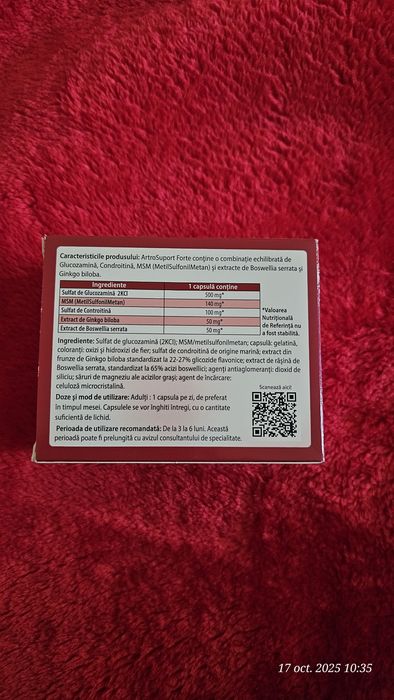 Caracteristicile produsului: ArtroSuport Forte conține o combinație echilibrată de
Glucozamină, Condroitină, MSM (MetilSulfonilMetan) și extracte de Boswellia serrata și
Ginkgo biloba.
Ingrediente 1 capsulă conține
Sulfat de Glucozamină 2KCl 500 mg*
MSM (MetilSulfonilMetan) 140 mg*
Sulfat de Controitină 100 mg*
Extract de Ginkgo biloba 50 mg*
Extract de Boswellia serrata 50 mg*
*Valoarea
Nutrițională
de Referință nu
a fost stabilită.
Ingrediente: Sulfat de glucozamină (2KCl); MSM/metilsulfonilmetan; capsulă: gelatină,
coloranți: oxizi și hidroxizi de fier; sulfat de condroitină de origine marină; extract din
frunze de Ginkgo biloba standardizat la 22-27% glicozide flavonice; extract de rășină de
Boswellia serrata, standardizat la 65% acizi boswellici; agenți antiaglomeranți: dioxid de
siliciu; săruri de magneziu ale acizilor grași; agent de încărcare:
celuloză microcristalină.
Doze și mod de utilizare: Adulți : 1 capsulă pe zi, de preferat
în timpul mesei. Capsulele se vor înghiți întregi, cu o cantitate
suficientă de lichid.
Perioada de utilizare recomandată: De la 3 la 6 luni. Această
perioadă poate fi prelungită cu avizul consultantului de specialitate.
Scanează aici!
17 oct. 2025 10:35